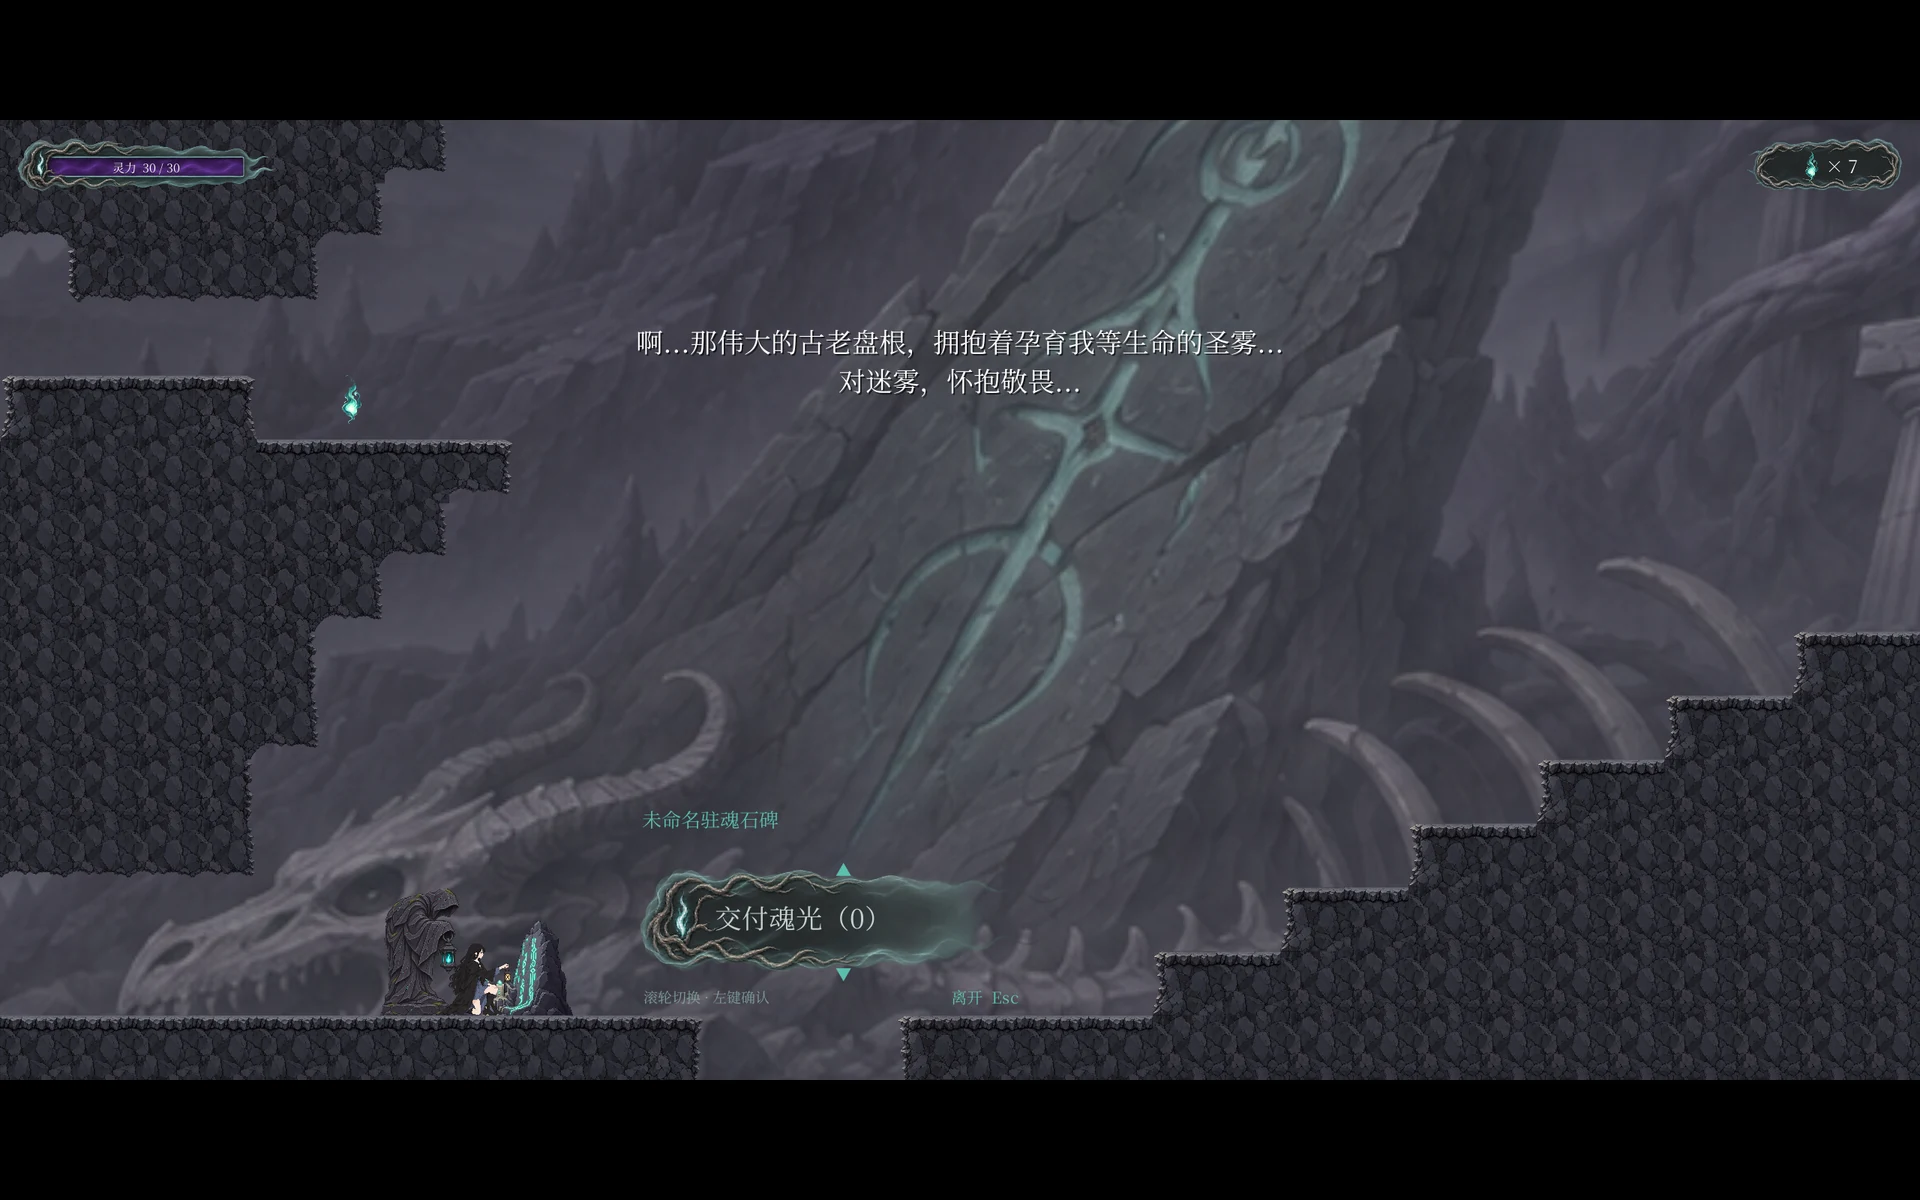 灵力 30 / 30
× 7
啊…那伟大的古老盘根，拥抱着孕育我等生命的圣雾…
对迷雾，怀抱敬畏…
未命名驻魂石碑
交付魂光（0）
滚轮切换 · 左键确认
离开 Esc